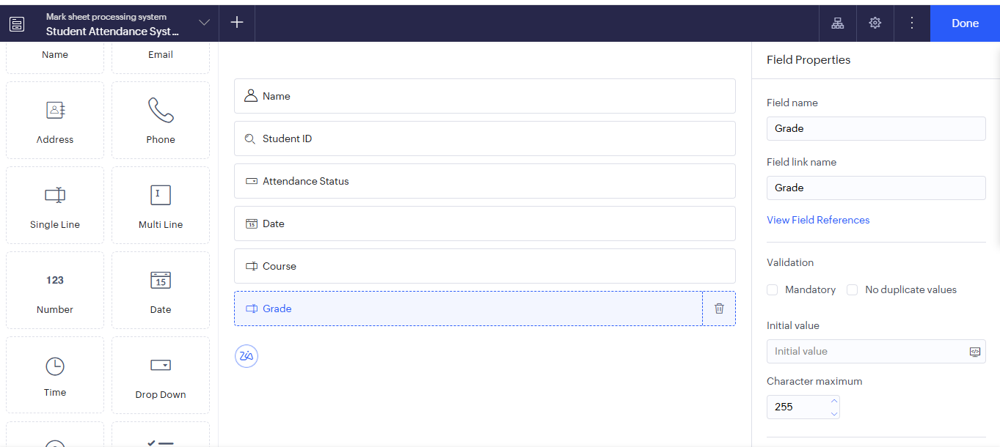 Mark sheet processing system
Student Attendance Syst...
Done
Name
Email
Address
Phone
Single Line
Multi Line
I
123
Number
15
Date
Time
Drop Down
Name
Student ID
Attendance Status
15
Date
Course
Grade
Zia
Field Properties
Field name
Grade
Field link name
Grade
View Field References
Validation
Mandatory
No duplicate values
Initial value
Initial value
</>
Character maximum
255